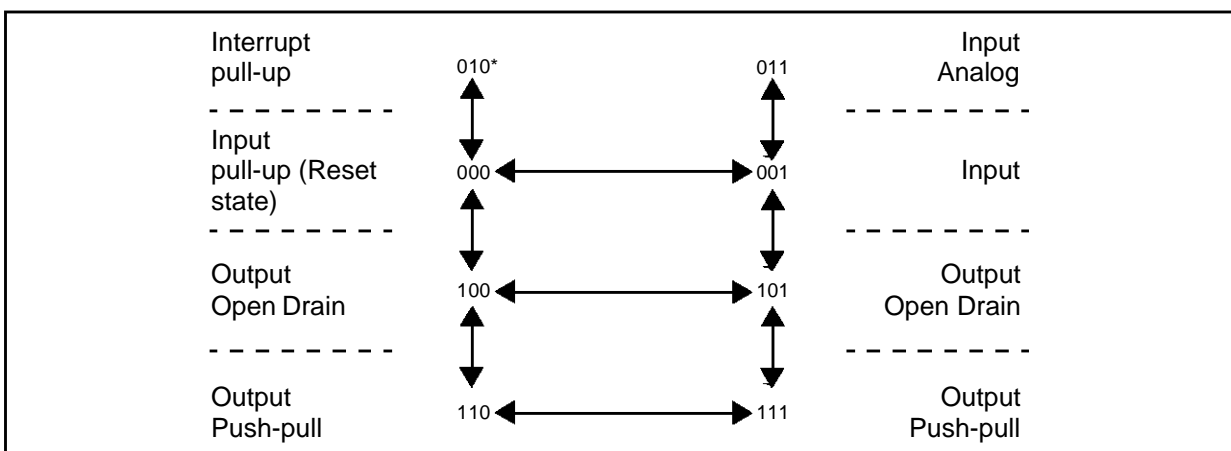 Interrupt
pull-up
010*
011
Input
Analog
Input
pull-up (Reset
state)
000
001
Input
Output
Open Drain
100
101
Output
Open Drain
Output
Push-pull
110
111
Output
Push-pull